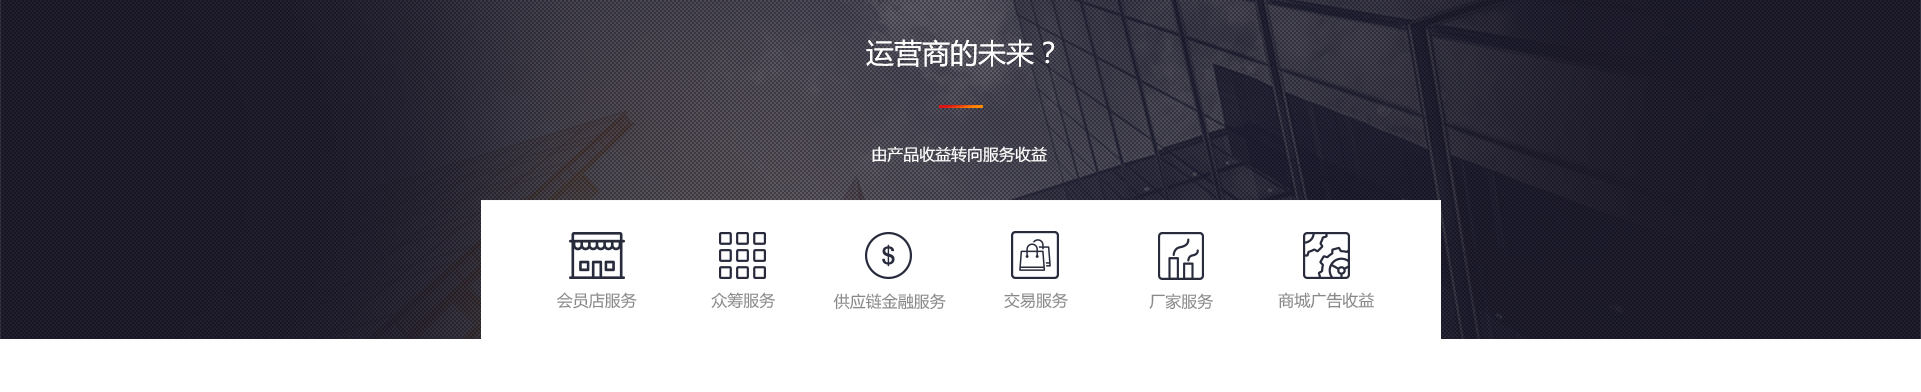 运营商的未来？
由产品收益转向服务收益
会员店服务
众筹服务
供应链金融服务
交易服务
厂家服务
商城广告收益